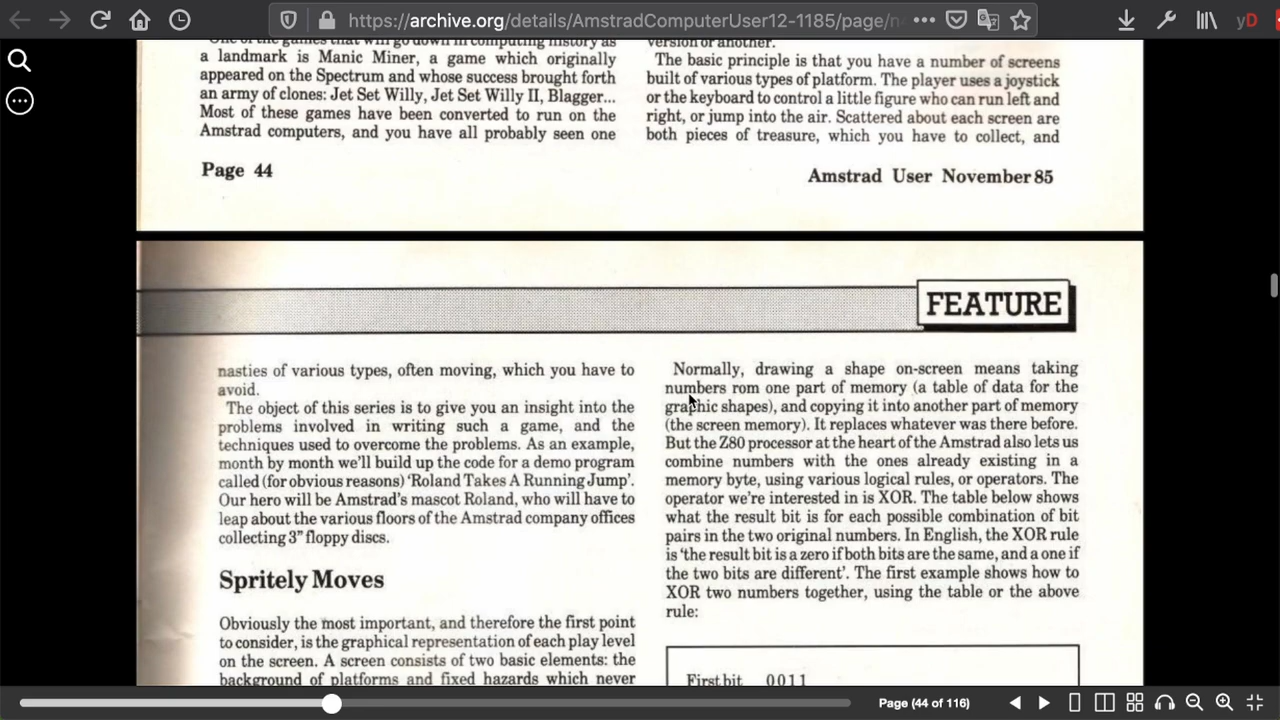 https://archive.org/details/AmstradComputerUser12-1185/page/n
yD
One of the games that will go down in computing history as
a landmark is Manic Miner, a game which originally
appeared on the Spectrum and whose success brought forth
an army of clones: Jet Set Willy, Jet Set Willy II, Blagger...
Most of these games have been converted to run on the
Amstrad computers, and you have all probably seen one
version or another.
The basic principle is that you have a number of screens
built of various types of platform. The player uses a joystick
or the keyboard to control a little figure who can run left and
right, or jump into the air. Scattered about each screen are
both pieces of treasure, which you have to collect, and
Page 44
Amstrad User November 85
FEATURE
nasties of various types, often moving, which you have to
avoid.
The object of this series is to give you an insight into the
problems involved in writing such a game, and the
techniques used to overcome the problems. As an example,
month by month we'll build up the code for a demo program
called (for obvious reasons) 'Roland Takes A Running Jump'.
Our hero will be Amstrad's mascot Roland, who will have to
leap about the various floors of the Amstrad company offices
collecting 3" floppy discs.
Spritely Moves
Obviously the most important, and therefore the first point
to consider, is the graphical representation of each play level
on the screen. A screen consists of two basic elements: the
background of platforms and fixed hazards which never
Normally, drawing a shape on-screen means taking
numbers rom one part of memory (a table of data for the
graphic shapes), and copying it into another part of memory
(the screen memory). It replaces whatever was there before.
But the Z80 processor at the heart of the Amstrad also lets us
combine numbers with the ones already existing in a
memory byte, using various logical rules, or operators. The
operator we're interested in is XOR. The table below shows
what the result bit is for each possible combination of bit
pairs in the two original numbers. In English, the XOR rule
is 'the result bit is a zero if both bits are the same, and a one if
the two bits are different'. The first example shows how to
XOR two numbers together, using the table or the above
rule:
First bit 0011
Page (44 of 116)